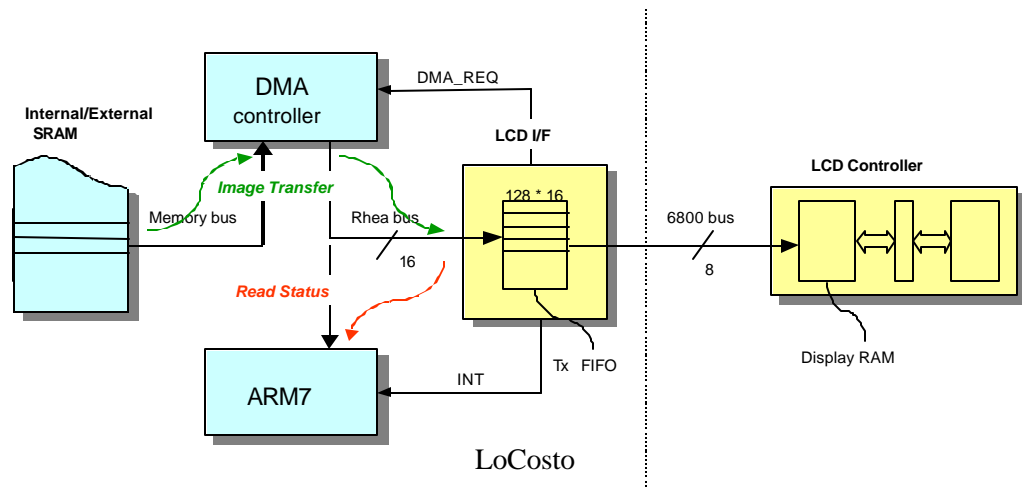 DMA
controller
DMA_REQ
Internal/External
SRAM
LCD I/F
LCD Controller
Image Transfer
128 * 16
Memory bus
Rhea bus
6800 bus
16
8
Read Status
Tx FIFO
Display RAM
INT
ARM7
LoCosto